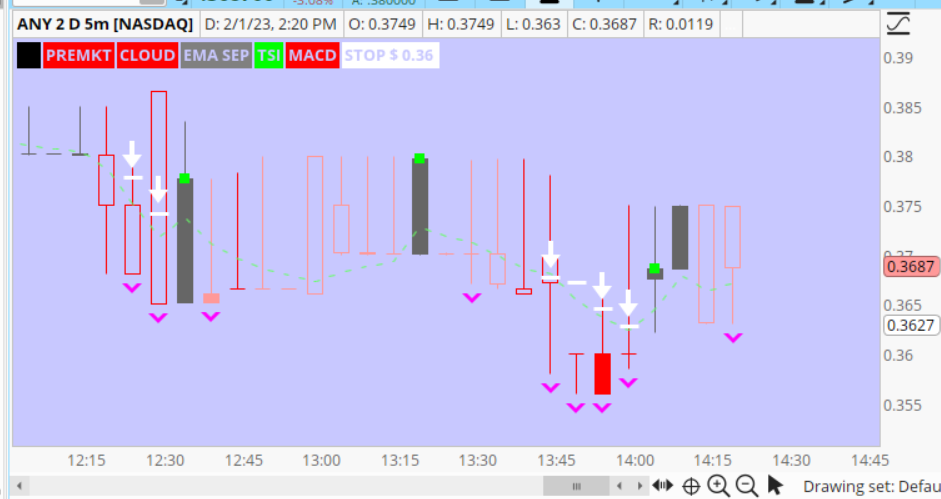 ANY 2 D 5m [NASDAQ] D: 2/1/23, 2:20 PM O: 0.3749 H: 0.3749 L: 0.363 C: 0.3687 R: 0.0119
PREMKT CLOUD EMA SEP TSI MACD STOP $ 0.36
0.39
0.385
0.38
0.375
0.3687
0.365
0.3627
0.36
0.355
12:15 12:30 12:45 13:00 13:15 13:30 13:45 14:00 14:15 14:30 14:45
Drawing set: Defau